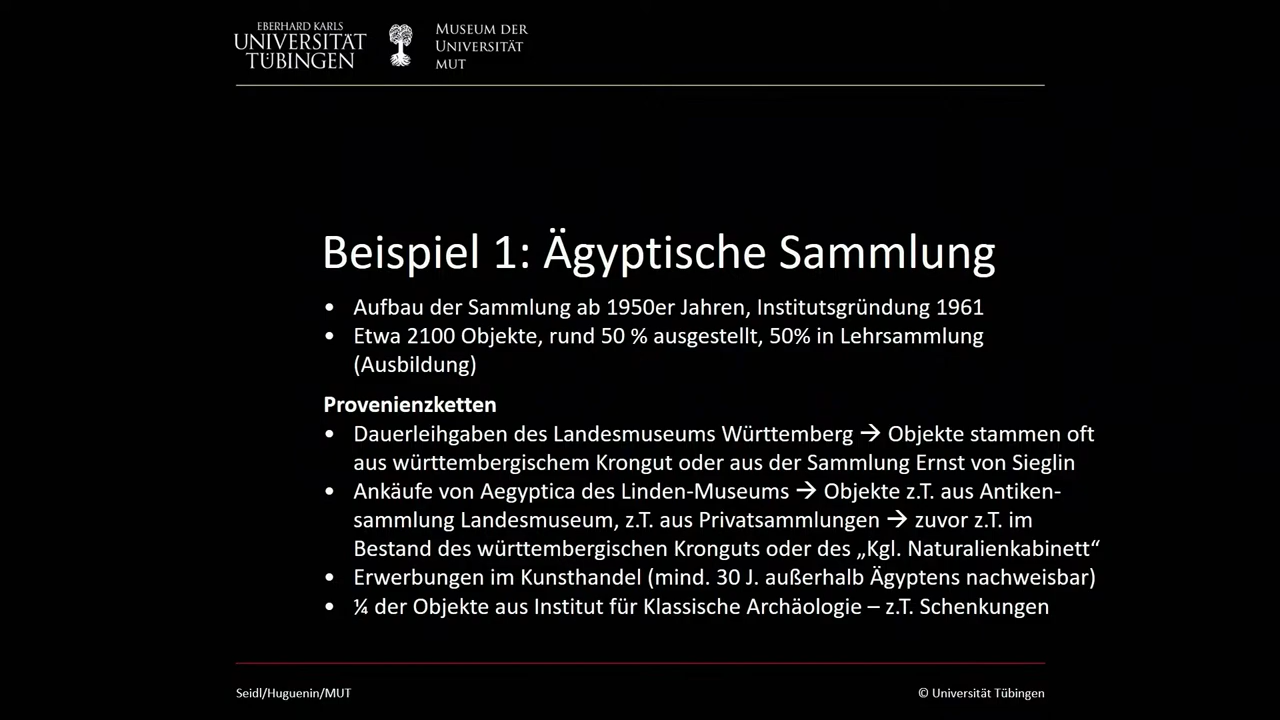 EBERHARD KARLS
UNIVERSITÄT
TÜBINGEN
MUSEUM DER
UNIVERSITÄT
MUT
Beispiel 1: Ägyptische Sammlung
• Aufbau der Sammlung ab 1950er Jahren, Institutsgründung 1961
• Etwa 2100 Objekte, rund 50 % ausgestellt, 50% in Lehrsammlung
(Ausbildung)
Provenienzketten
• Dauerleihgaben des Landesmuseums Württemberg → Objekte stammen oft
aus württembergischem Krongut oder aus der Sammlung Ernst von Sieglin
• Ankäufe von Aegyptica des Linden-Museums → Objekte z.T. aus Antiken-
sammlung Landesmuseum, z.T. aus Privatsammlungen → zuvor z.T. im
Bestand des württembergischen Kronguts oder des „Kgl. Naturalienkabinett“
• Erwerbungen im Kunsthandel (mind. 30 J. außerhalb Ägyptens nachweisbar)
• ¼ der Objekte aus Institut für Klassische Archäologie – z.T. Schenkungen
Seidl/Huguenin/MUT
© Universität Tübingen